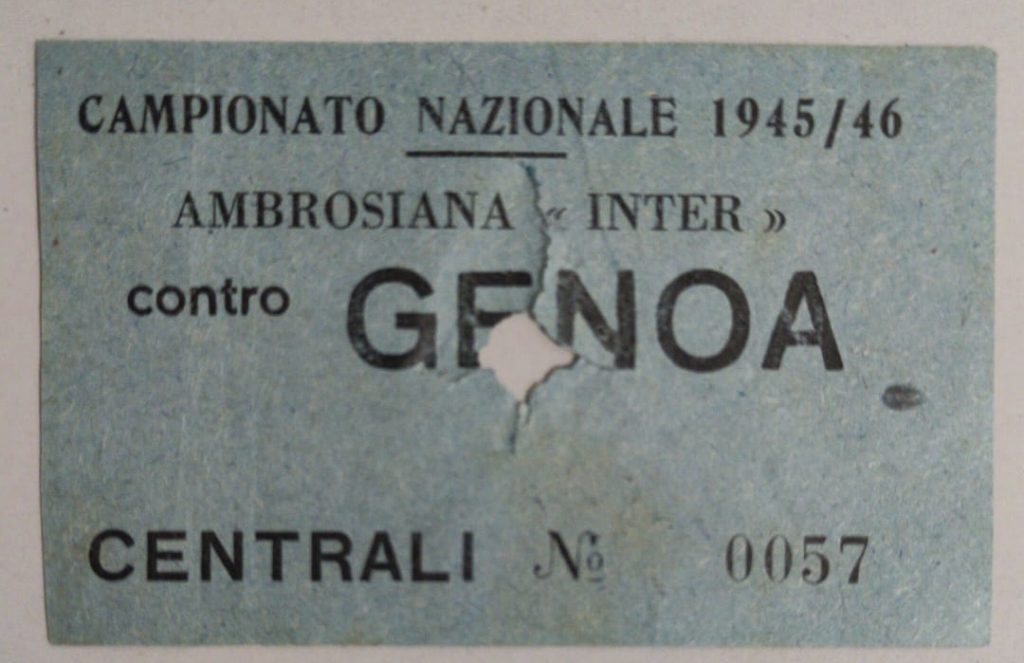 CAMPIONATO NAZIONALE 1945/46
AMBROSIANA « INTER »
contro GENOA
CENTRALI № 0057